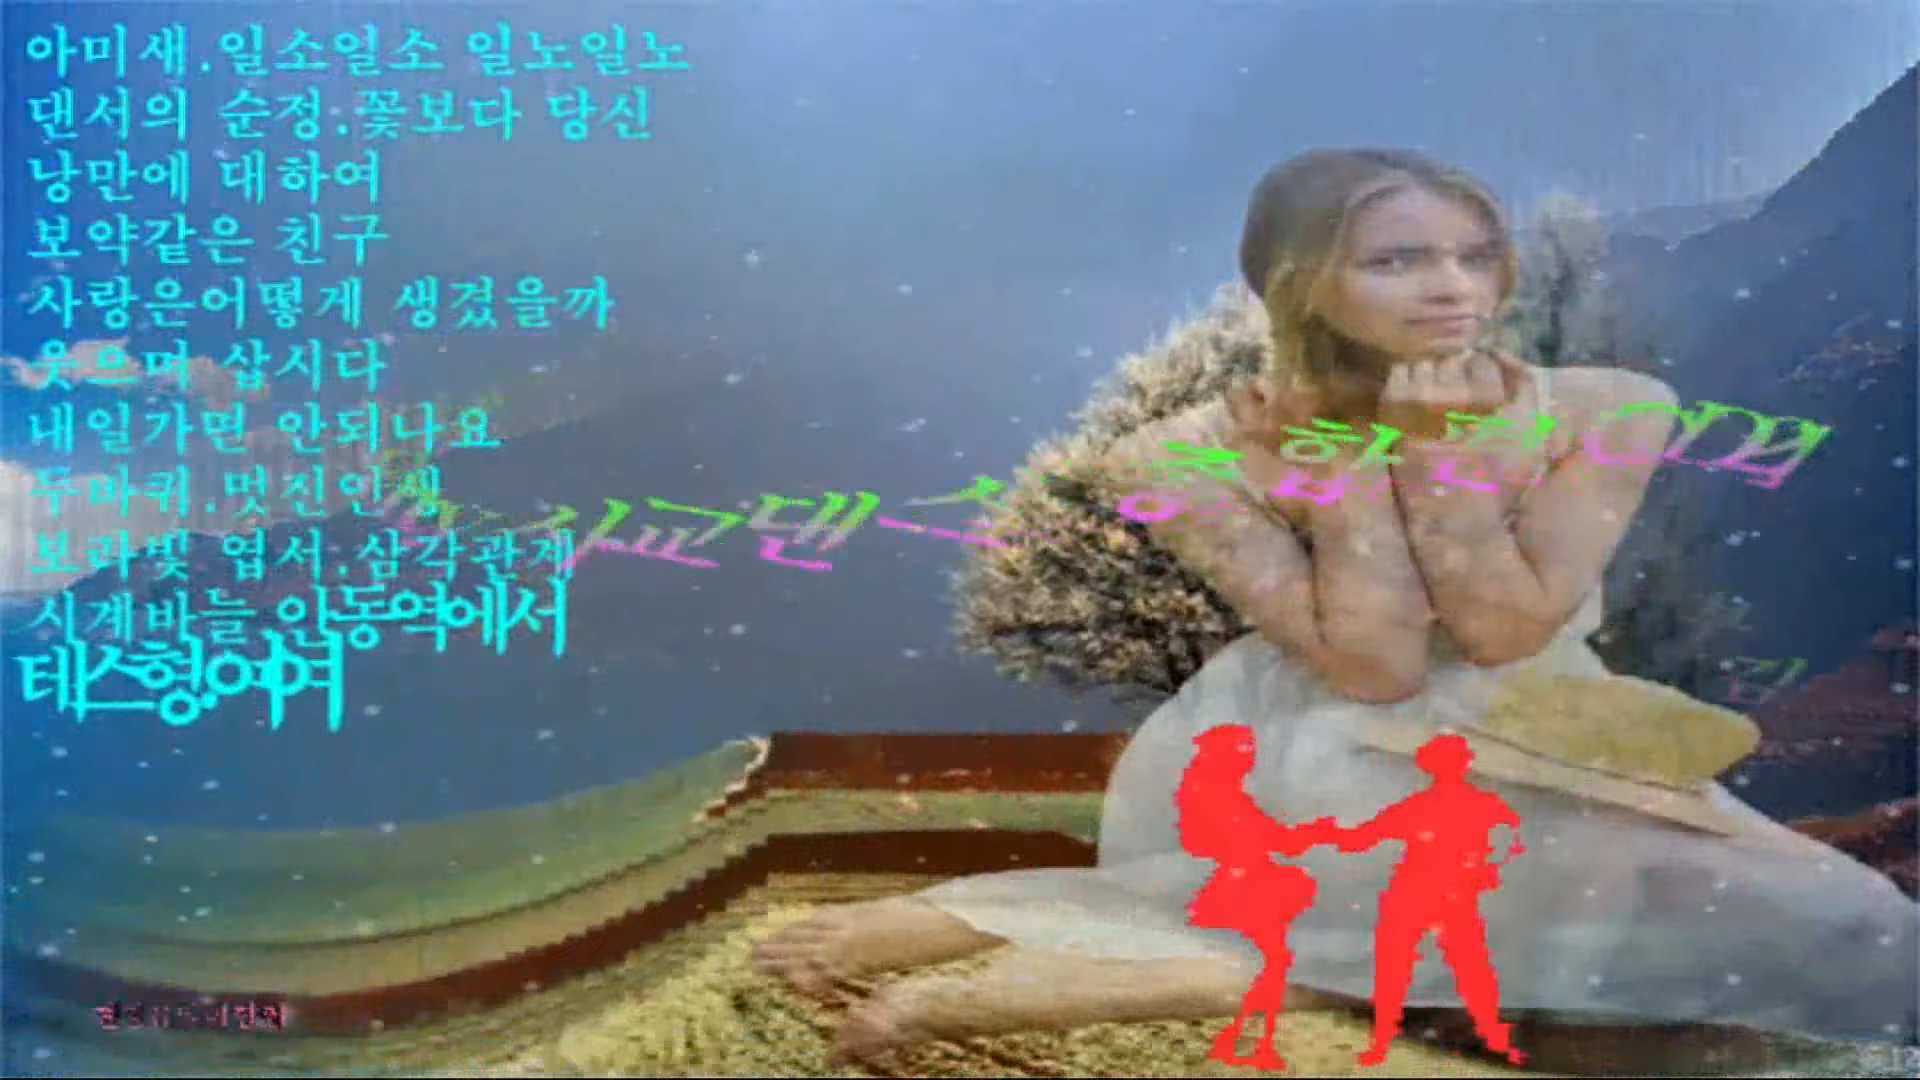 아미새.일소일소 일노일노
댄서의 순정.꽃보다 당신
낭만에 대하여
보약같은 친구
사랑은어떻게 생겼을까
웃으며 삽시다
내일가면 안되나요
두바퀴.멋진인생
보라빛 엽서.삼각관계
시계바늘 안동역에서
테스형.여여
사교댄스